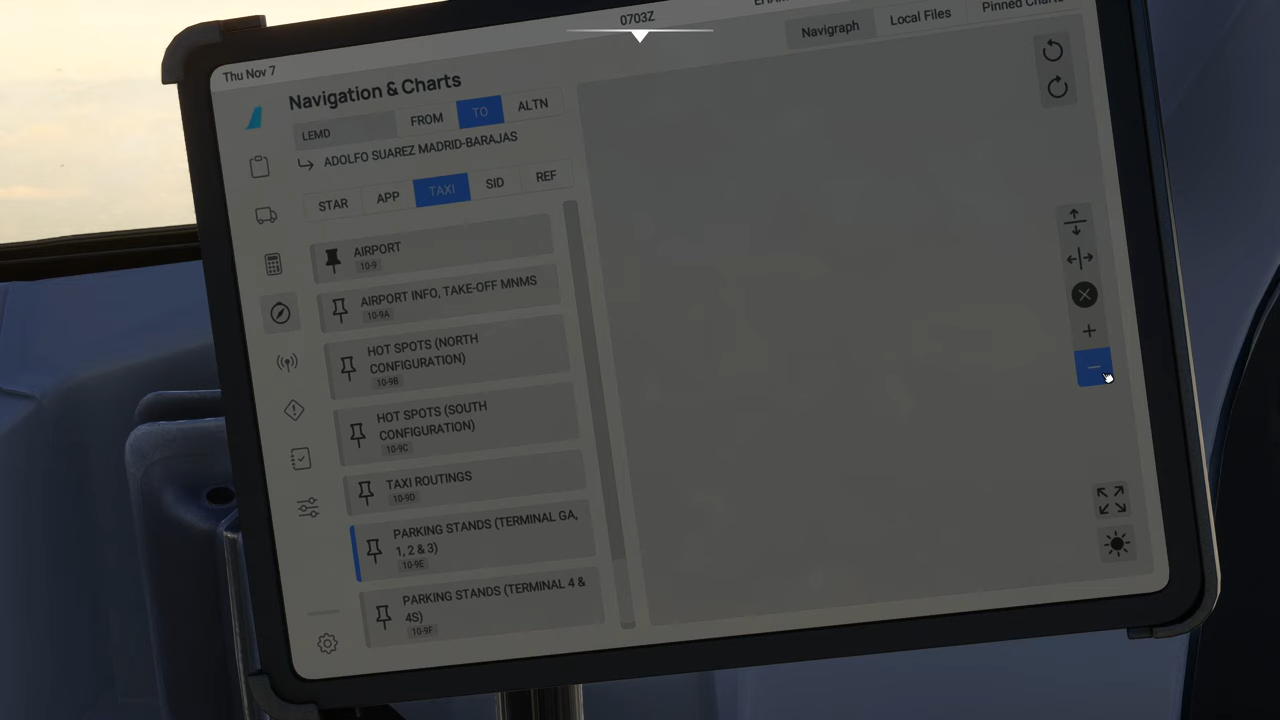 0703Z
Thu Nov 7
Navigation & Charts
Navigraph
Local Files
Pinned Charts
LEMD
FROM
TO
ALTN
ADOLFO SUAREZ MADRID-BARAJAS
STAR
APP
TAXI
SID
REF
AIRPORT
10-9
AIRPORT INFO, TAKE-OFF MNMS
10-9A
HOT SPOTS (NORTH
CONFIGURATION)
10-9B
HOT SPOTS (SOUTH
CONFIGURATION)
10-9C
TAXI ROUTINGS
10-9D
PARKING STANDS (TERMINAL GA,
1, 2 & 3)
10-9E
PARKING STANDS (TERMINAL 4 &
4S)
10-9F